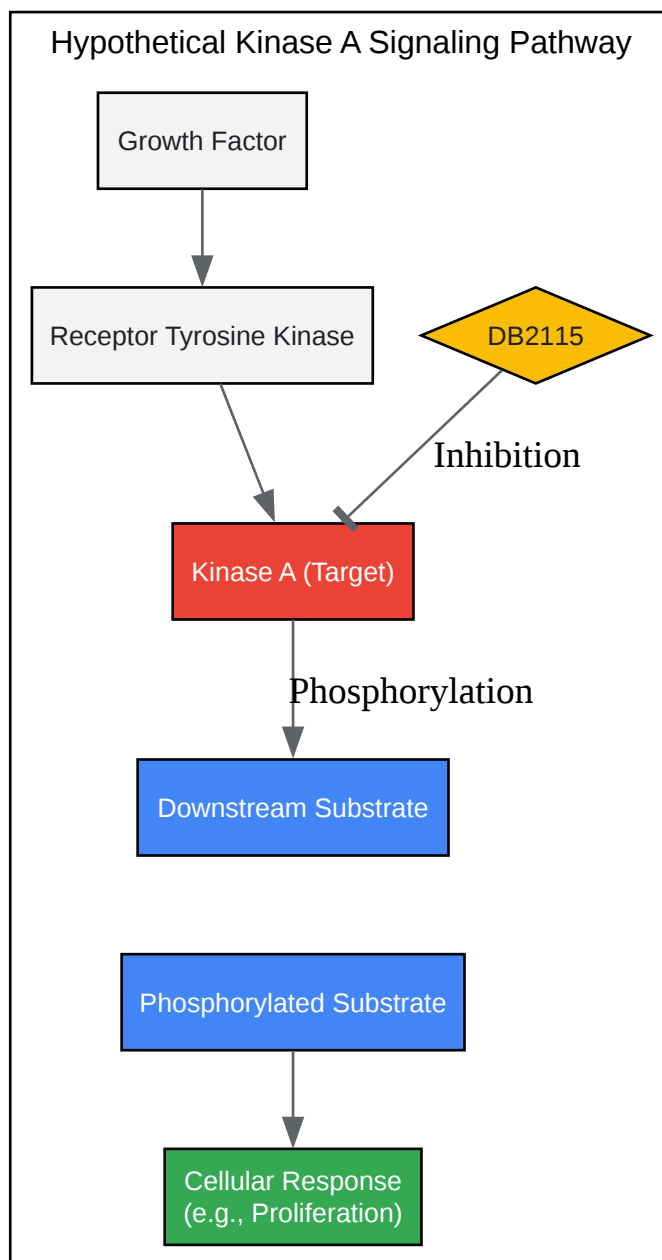 Hypothetical Kinase A Signaling Pathway
Growth Factor
Receptor Tyrosine Kinase
DB2115
Inhibition
Kinase A (Target)
Phosphorylation
Downstream Substrate
Phosphorylated Substrate
Cellular Response
(e.g., Proliferation)